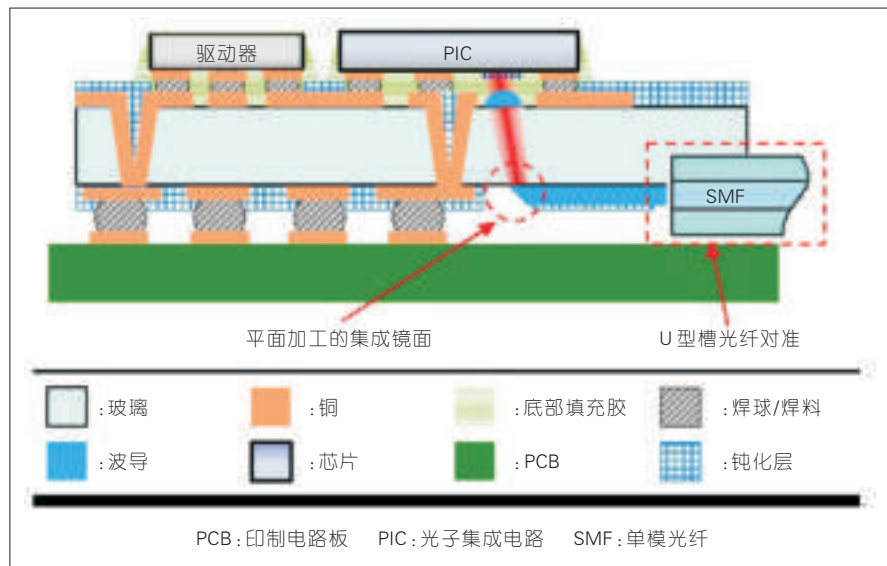 驱动器 PIC
SMF
平面加工的集成镜面 U型槽光纤对准
:玻璃 :铜 :底部填充胶 :焊球/焊料
:波导 :芯片 :PCB :钝化层
PCB:印制电路板 PIC:光子集成电路 SMF:单模光纤